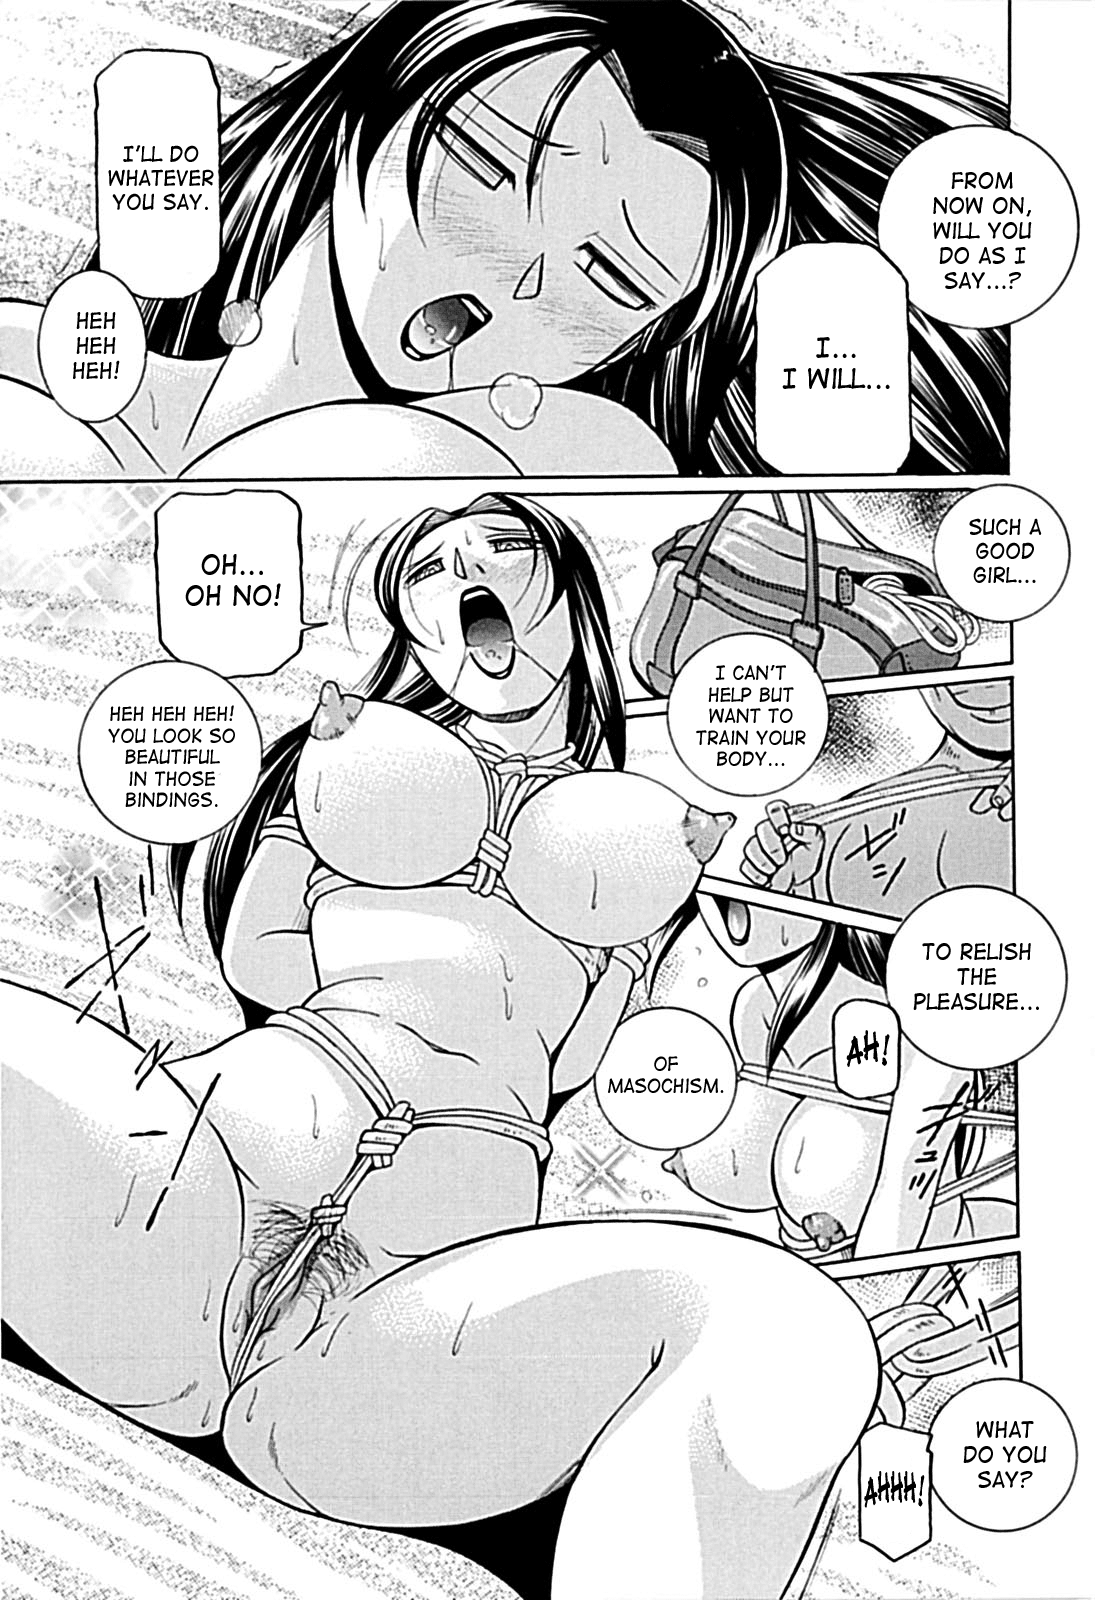 FROM
NOW ON,
WILL YOU
DO AS I
SAY...?
I...
I WILL...
I'LL DO
WHATEVER
YOU SAY.
HEH
HEH
HEH!
SUCH A
GOOD
GIRL...
I CAN'T
HELP BUT
WANT TO
TRAIN YOUR
BODY...
TO RELISH
THE
PLEASURE...
AH!
OF
MASOCHISM.
WHAT
DO YOU
SAY?
AHHH!
OH...
OH NO!
HEH HEH HEH!
YOU LOOK SO
BEAUTIFUL
IN THOSE
BINDINGS.